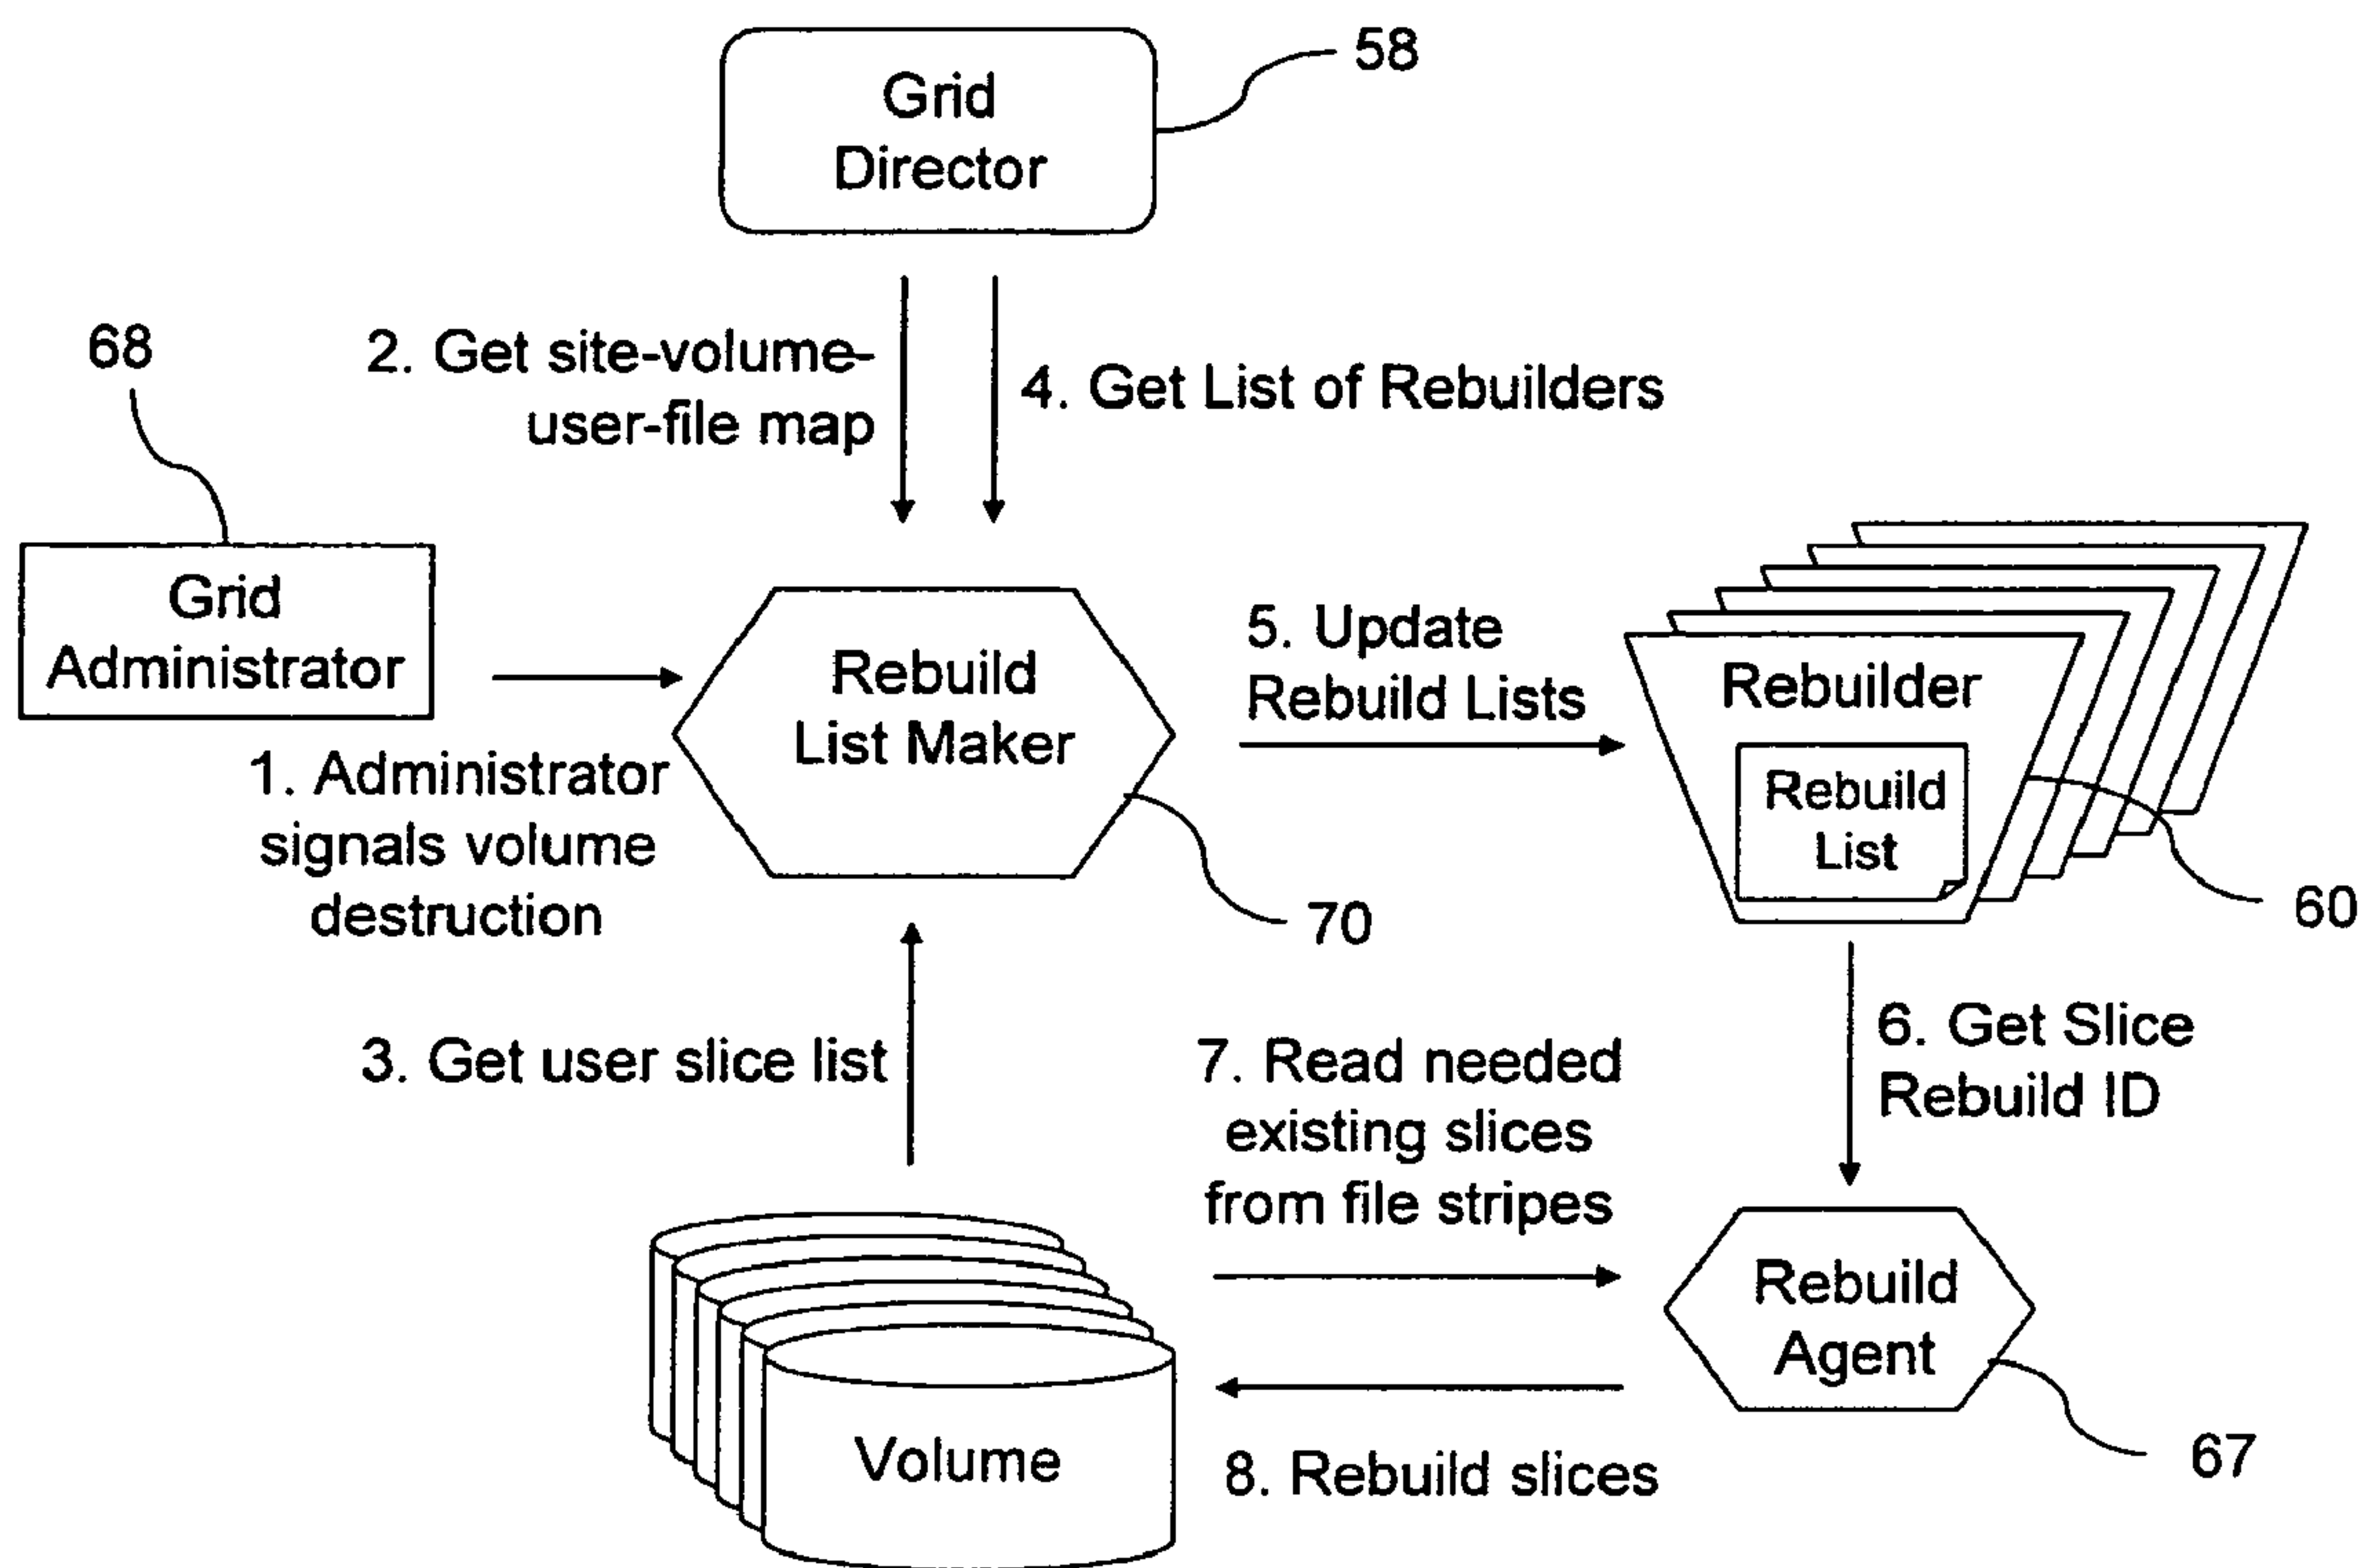 Grid
Director
58
2. Get site-volume-
user-file map
4. Get List of Rebuilders
68
Grid
Administrator
1. Administrator
signals volume
destruction
Rebuild
List Maker
70
5. Update
Rebuild Lists
Rebuilder
Rebuild
List
60
3. Get user slice list
6. Get Slice
Rebuild ID
7. Read needed
existing slices
from file stripes
Rebuild
Agent
67
Volume
8. Rebuild slices